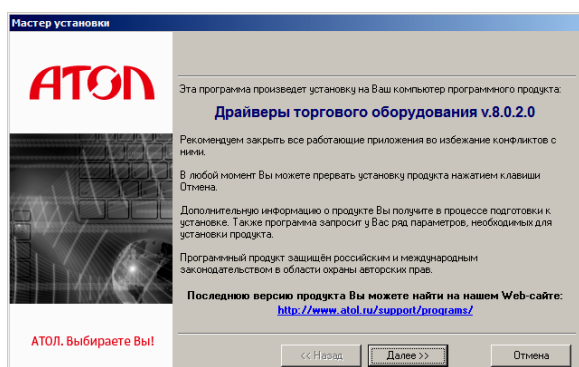 Мастер установки
АТОЛ
Эта программа произведет установку на Ваш компьютер программного продукта:
Драйверы торгового оборудования v.8.0.2.0
Рекомендуем закрыть все работающие приложения во избежание конфликтов с
ними.
В любой момент Вы можете прервать установку продукта нажатием клавиши
Отмена.
Дополнительную информацию о продукте Вы получите в процессе подготовки к
установке. Также программа запросит у Вас ряд параметров, необходимых для
установки продукта.
Программный продукт защищён российским и международным
законодательством в области охраны авторских прав.
Последнюю версию продукта Вы можете найти на нашем Web-сайте:
http://www.atol.ru/support/programs/
АТОЛ. Выбираете Вы!
<< Назад
Далее >>
Отмена